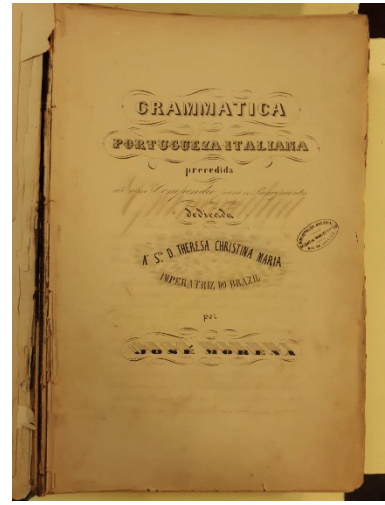 GRAMMATICA
PORTUGUEZA ITALIANA
precedida
dedicada
A' S.ª D. THERESA CHRISTINA MARIA
IMPERATRIZ DO BRAZIL
por
JOSÉ MORENA